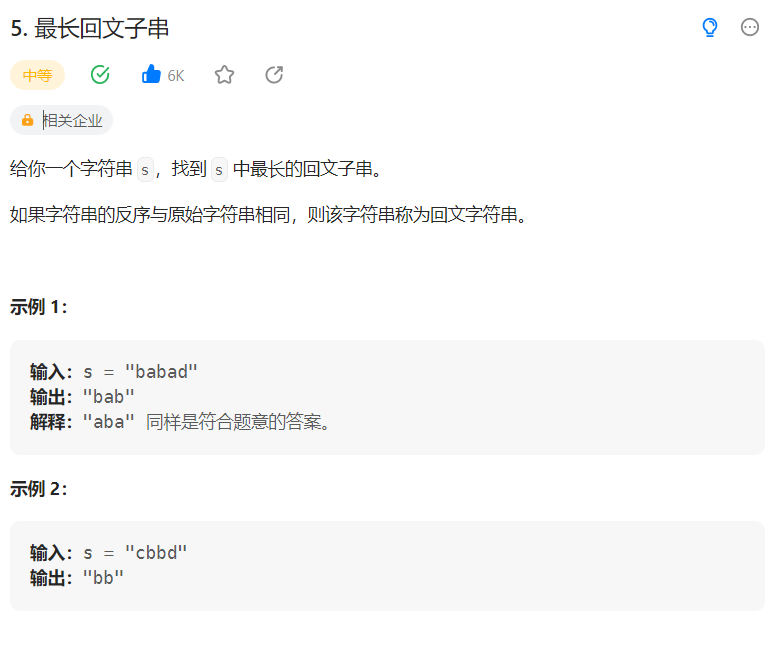 5. 最长回文子串
中等 6K
相关企业
给你一个字符串 s，找到 s 中最长的回文子串。
如果字符串的反序与原始字符串相同，则该字符串称为回文字符串。
示例 1：
输入：s = "babad"
输出："bab"
解释："aba" 同样是符合题意的答案。
示例 2：
输入：s = "cbbd"
输出："bb"